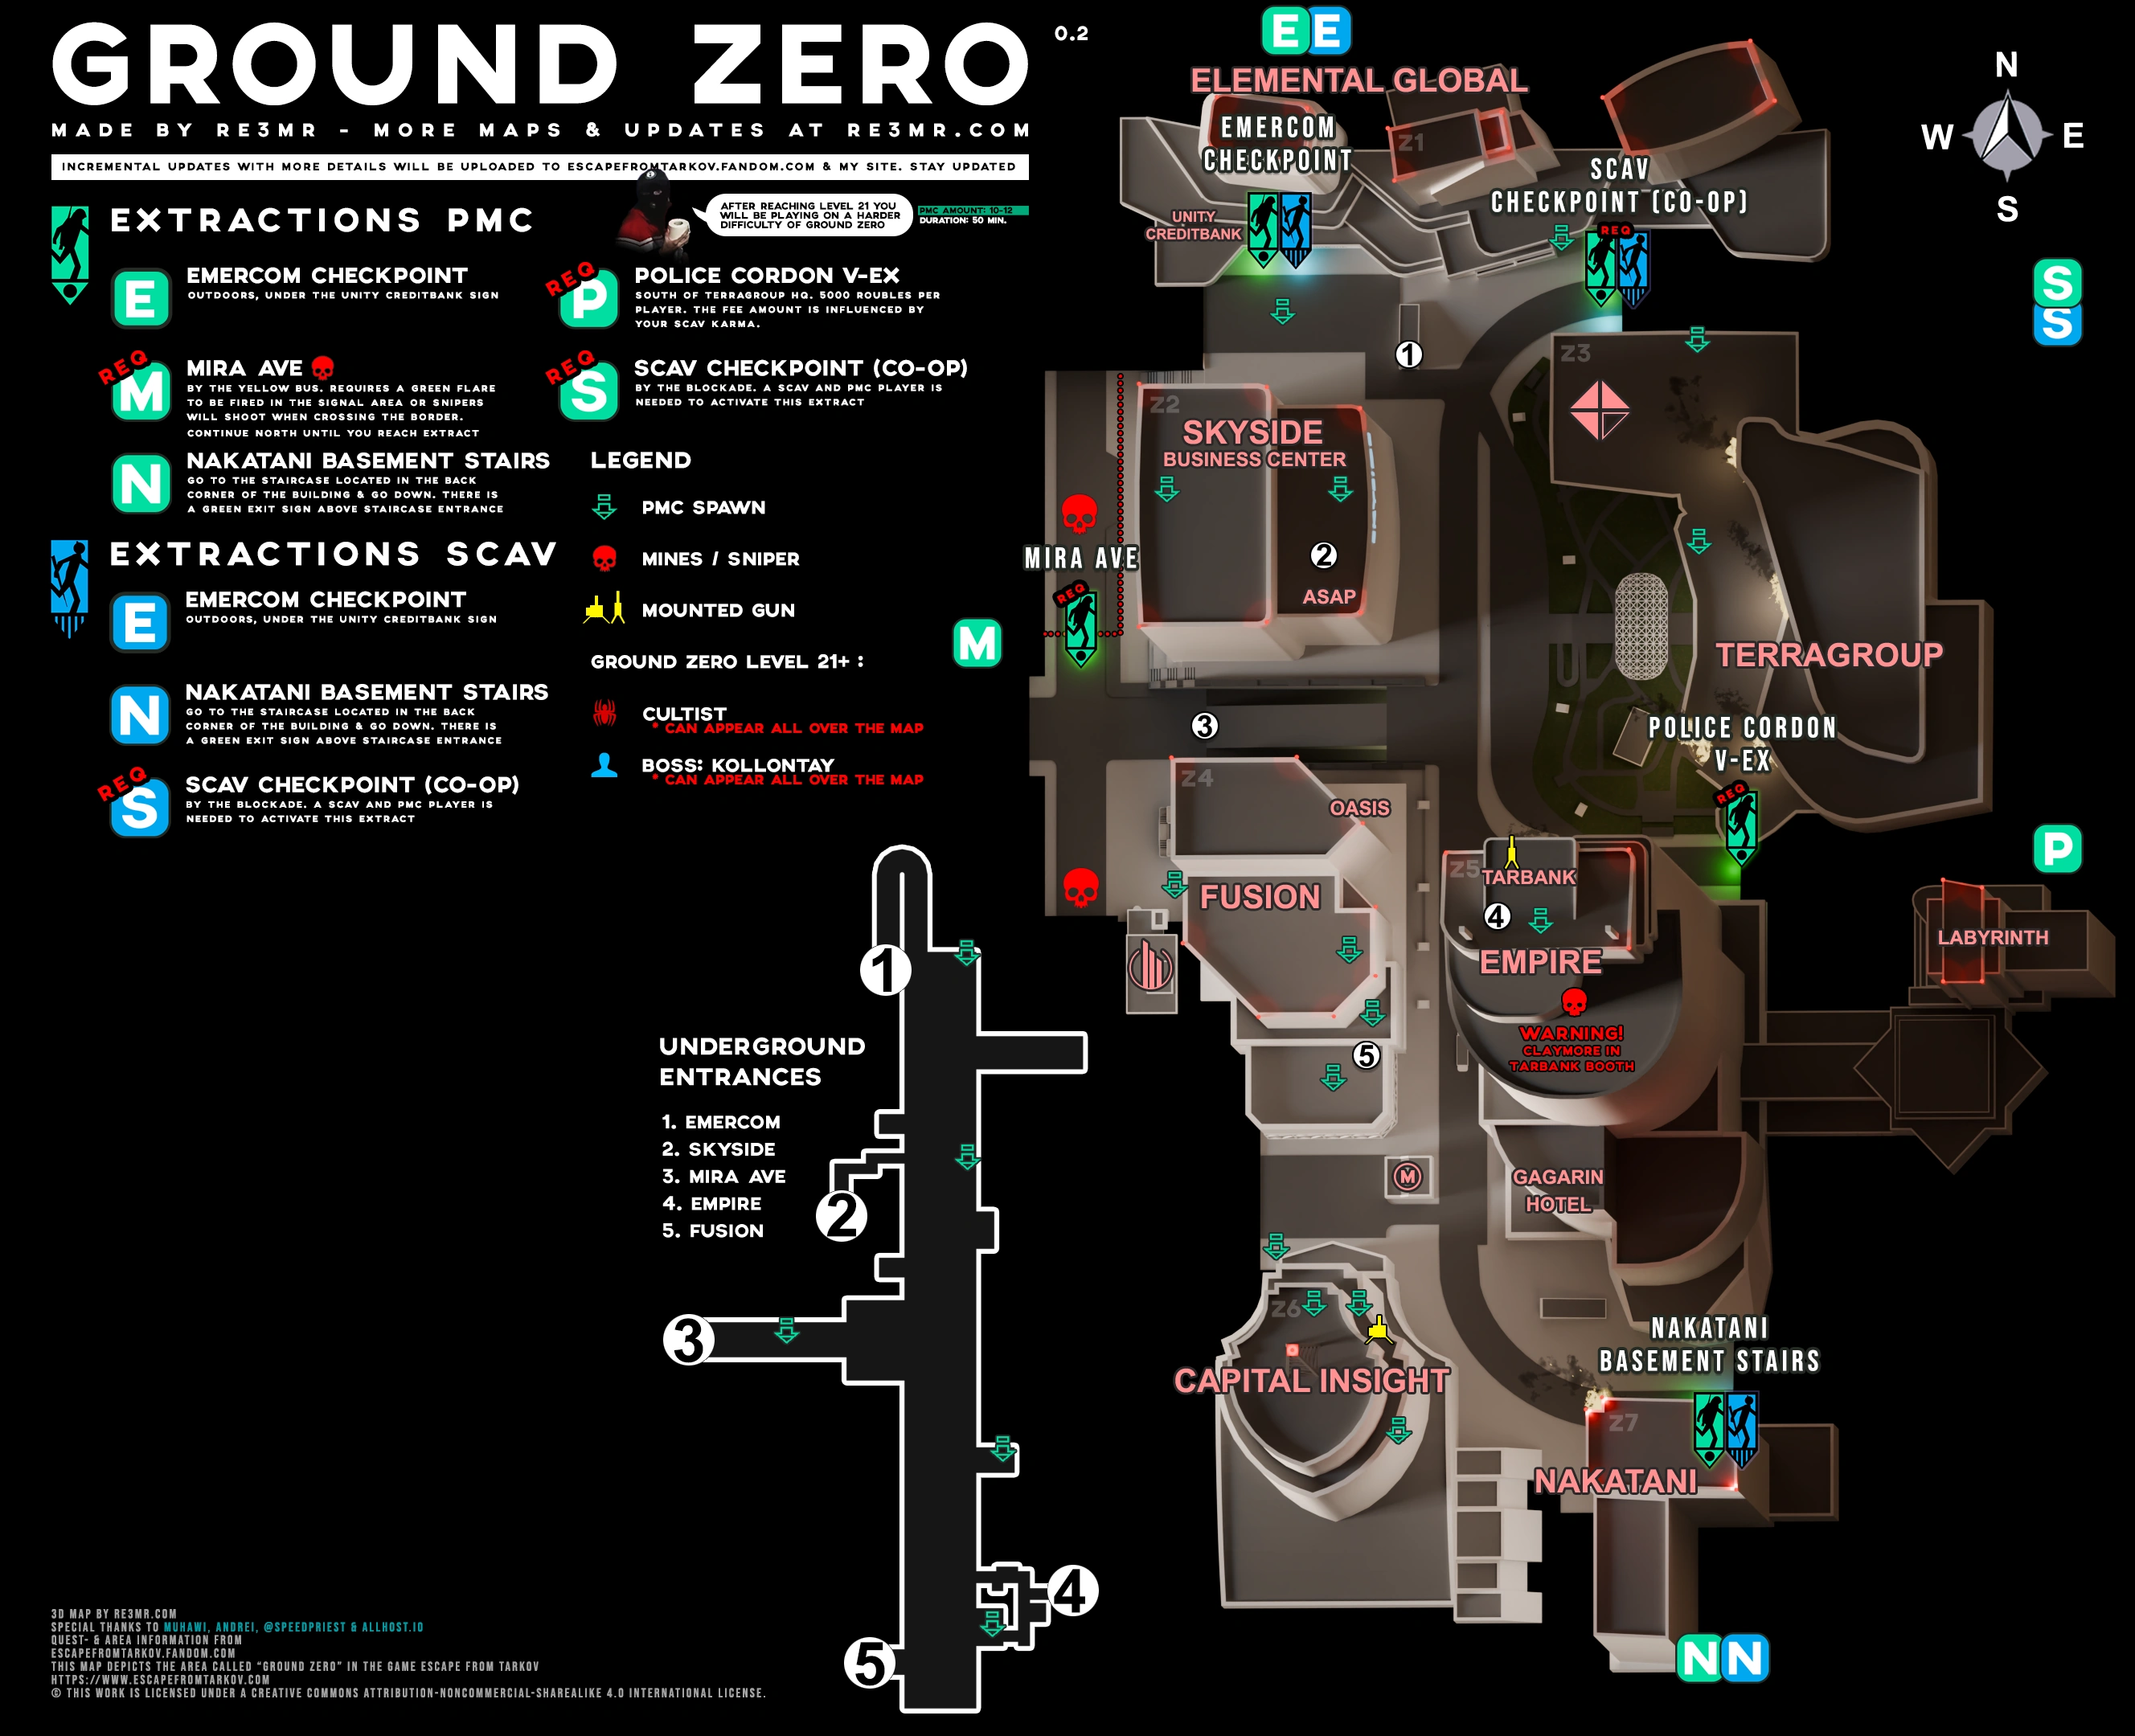 GROUND ZERO
0.2
MADE BY RE3MR - MORE MAPS & UPDATES AT RE3MR.COM
INCREMENTAL UPDATES WITH MORE DETAILS WILL BE UPLOADED TO ESCAPEFROMTARKOV.FANDOM.COM & MY SITE. STAY UPDATED
AFTER REACHING LEVEL 21 YOU
WILL BE PLAYING ON A HARDER
DIFFICULTY OF GROUND ZERO
PMC AMOUNT: 10-12
DURATION: 50 MIN.
EXTRACTIONS PMC
E
EMERCOM CHECKPOINT
OUTDOORS, UNDER THE UNITY CREDITBANK SIGN
REQ
M
MIRA AVE
BY THE YELLOW BUS. REQUIRES A GREEN FLARE
TO BE FIRED IN THE SIGNAL AREA OR SNIPERS
WILL SHOOT WHEN CROSSING THE BORDER.
CONTINUE NORTH UNTIL YOU REACH EXTRACT
N
NAKATANI BASEMENT STAIRS
GO TO THE STAIRCASE LOCATED IN THE BACK
CORNER OF THE BUILDING & GO DOWN. THERE IS
A GREEN EXIT SIGN ABOVE STAIRCASE ENTRANCE
REQ
P
POLICE CORDON V-EX
SOUTH OF TERRAGROUP HQ. 5000 ROUBLES PER
PLAYER. THE FEE AMOUNT IS INFLUENCED BY
YOUR SCAV KARMA.
REQ
S
SCAV CHECKPOINT (CO-OP)
BY THE BLOCKADE. A SCAV AND PMC PLAYER IS
NEEDED TO ACTIVATE THIS EXTRACT
EXTRACTIONS SCAV
E
EMERCOM CHECKPOINT
OUTDOORS, UNDER THE UNITY CREDITBANK SIGN
N
NAKATANI BASEMENT STAIRS
GO TO THE STAIRCASE LOCATED IN THE BACK
CORNER OF THE BUILDING & GO DOWN. THERE IS
A GREEN EXIT SIGN ABOVE STAIRCASE ENTRANCE
REQ
S
SCAV CHECKPOINT (CO-OP)
BY THE BLOCKADE. A SCAV AND PMC PLAYER IS
NEEDED TO ACTIVATE THIS EXTRACT
LEGEND
PMC SPAWN
MINES / SNIPER
MOUNTED GUN
GROUND ZERO LEVEL 21+ :
CULTIST
* CAN APPEAR ALL OVER THE MAP
BOSS: KOLLONTAY
* CAN APPEAR ALL OVER THE MAP
UNDERGROUND
ENTRANCES
1. EMERCOM
2. SKYSIDE
3. MIRA AVE
4. EMPIRE
5. FUSION
1
2
3
4
5
E E
ELEMENTAL GLOBAL
EMERCOM
CHECKPOINT
Z1
UNITY
CREDITBANK
SCAV
CHECKPOINT (CO-OP)
REQ
N
W E
S
S
S
1
Z3
Z2
SKYSIDE
BUSINESS CENTER
2
ASAP
MIRA AVE
REQ
M
TERRAGROUP
3
POLICE CORDON
V-EX
REQ
P
Z4
OASIS
FUSION
Z5
TARBANK
4
EMPIRE
WARNING!
CLAYMORE IN
TARBANK BOOTH
LABYRINTH
5
M
GAGARIN
HOTEL
Z6
CAPITAL INSIGHT
NAKATANI
BASEMENT STAIRS
Z7
NAKATANI
N N
3D MAP BY RE3MR.COM
SPECIAL THANKS TO MUHAWI, ANDREI, @SPEEDPRIEST & ALLHOST.ID
QUEST- & AREA INFORMATION FROM
ESCAPEFROMTARKOV.FANDOM.COM
THIS MAP DEPICTS THE AREA CALLED “GROUND ZERO” IN THE GAME ESCAPE FROM TARKOV
HTTPS://WWW.ESCAPEFROMTARKOV.COM
© THIS WORK IS LICENSED UNDER A CREATIVE COMMONS ATTRIBUTION-NONCOMMERCIAL-SHAREALIKE 4.0 INTERNATIONAL LICENSE.